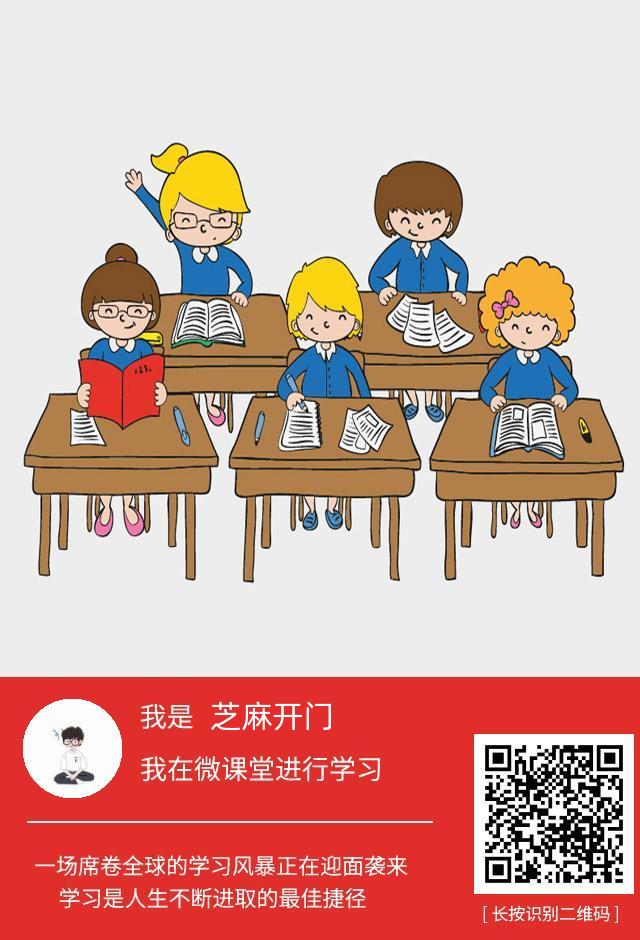 123,
我是 芝麻开门
我在微课堂进行学习
一场席卷全球的学习风暴正在迎面袭来
学习是人生不断进取的最佳捷径
[ 长按识别二维码 ]